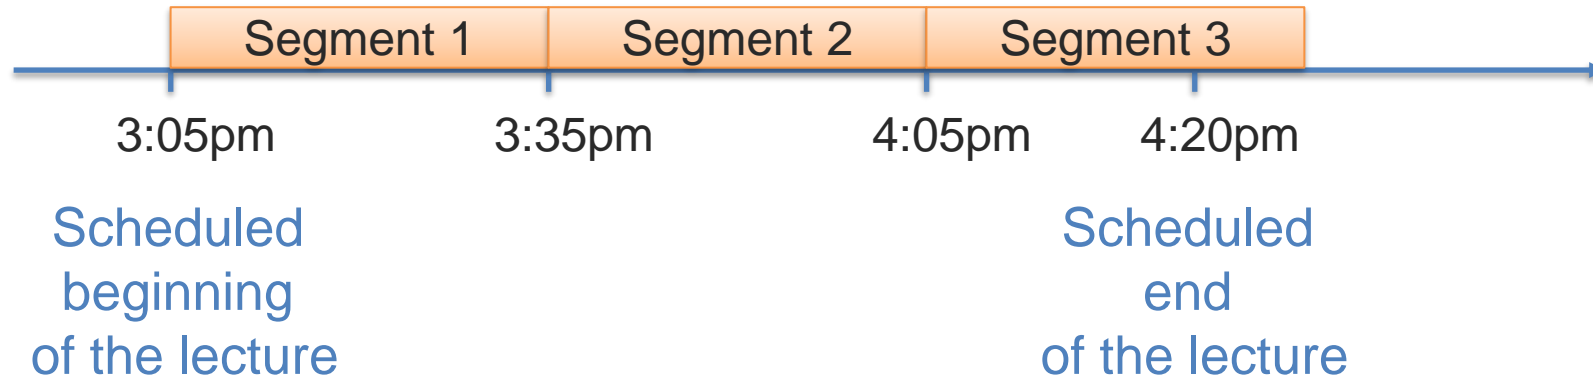 Segment 1 Segment 2 Segment 3
3:05pm 3:35pm 4:05pm 4:20pm
Scheduled
beginning
of the lecture
Scheduled
end
of the lecture